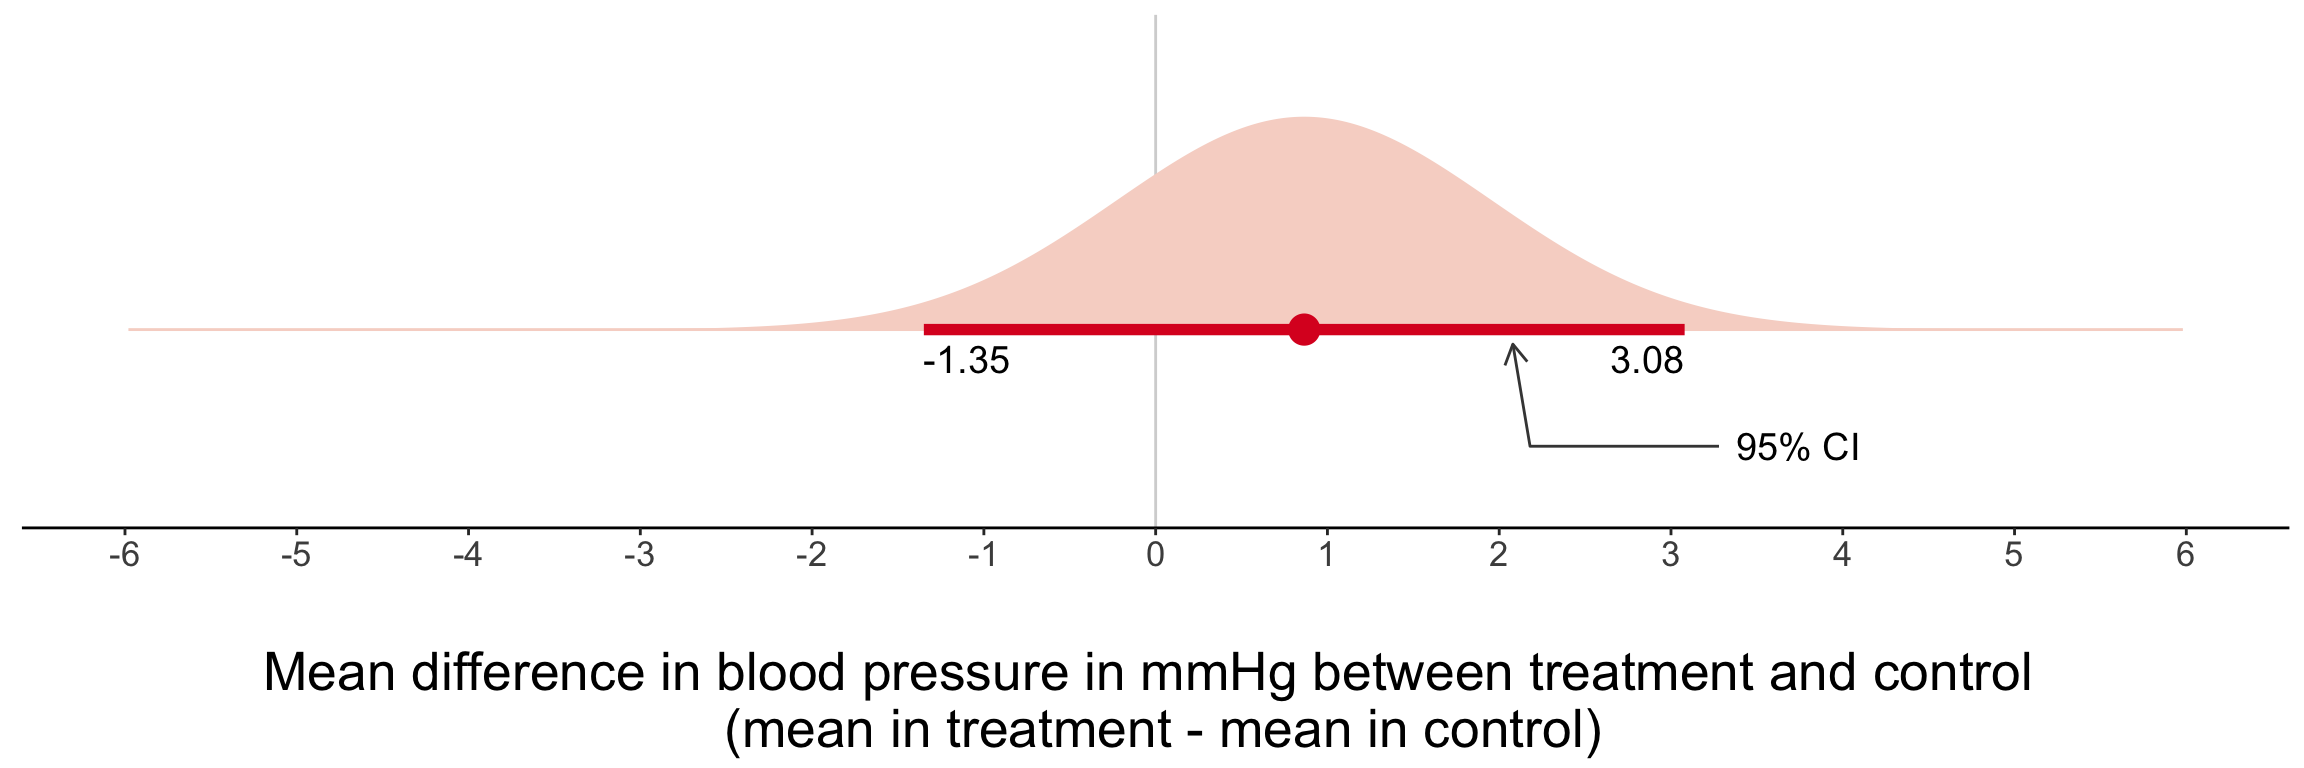 -1.35
3.08
95% CI
-6 -5 -4 -3 -2 -1 0 1 2 3 4 5 6
Mean difference in blood pressure in mmHg between treatment and control
(mean in treatment - mean in control)